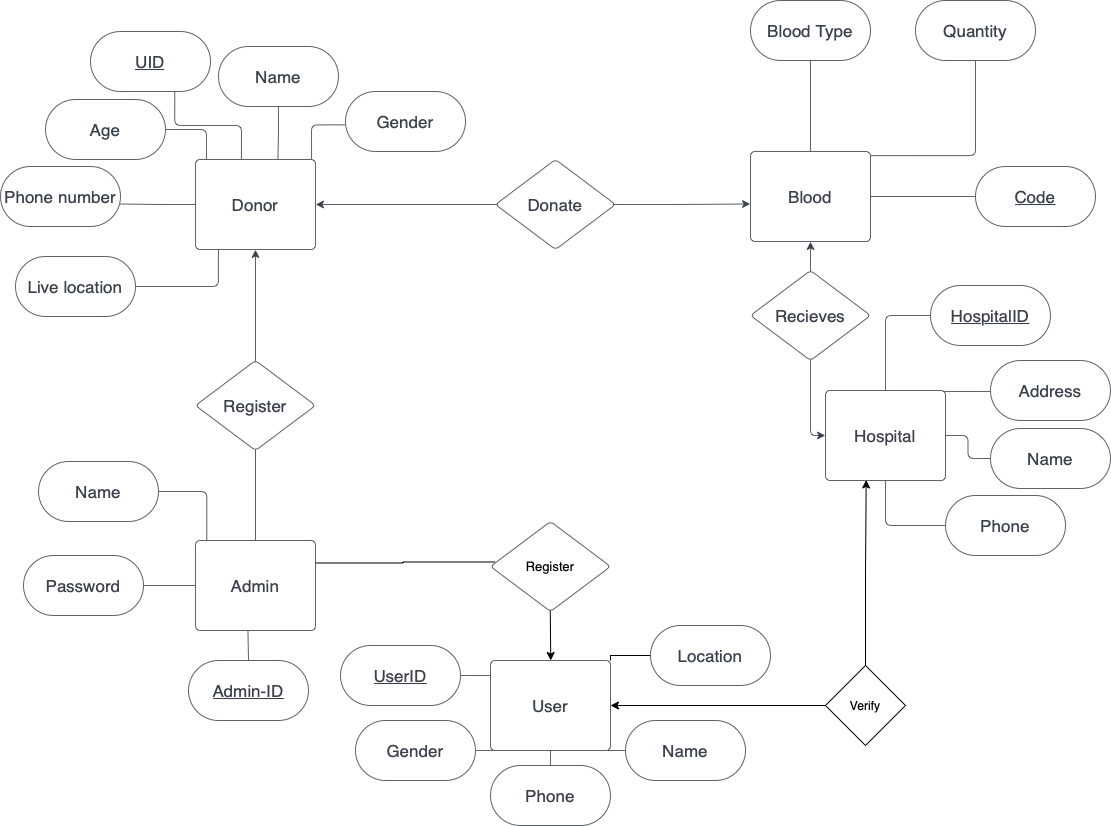 Blood Type
Quantity
UID
Name
Gender
Age
Phone number
Donor
Donate
Blood
Code
Live location
Recieves
HospitalID
Address
Register
Hospital
Name
Name
Phone
Password
Admin
Register
Admin-ID
UserID
Location
User
Verify
Gender
Name
Phone